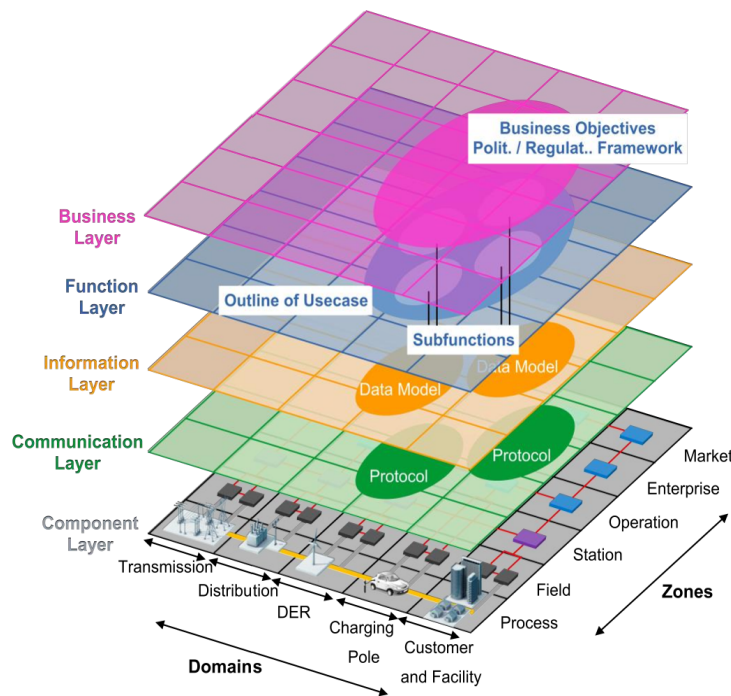 Business Objectives
Polit. / Regulat.. Framework
Business
Layer
Function
Layer
Outline of Usecase
Subfunctions
Information
Layer
Data Model
Data Model
Communication
Layer
Protocol
Protocol
Component
Layer
Market
Enterprise
Operation
Station
Field
Process
Zones
Transmission
Distribution
DER
Charging
Pole
Customer
and Facility
Domains